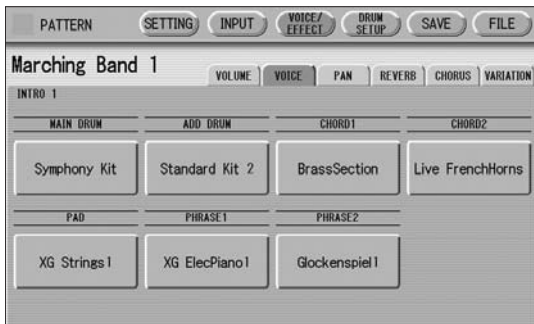 PATTERN SETTING INPUT VOICE/ EFFECT DRUM SETUP SAVE FILE
Marching Band 1
VOLUME VOICE PAN REVERB CHORUS VARIATION
INTRO 1
MAIN DRUM ADD DRUM CHORD1 CHORD2
Symphony Kit Standard Kit 2 BrassSection Live FrenchHorns
PAD PHRASE1 PHRASE2
XG Strings1 XG ElecPiano1 Glockenspiel1